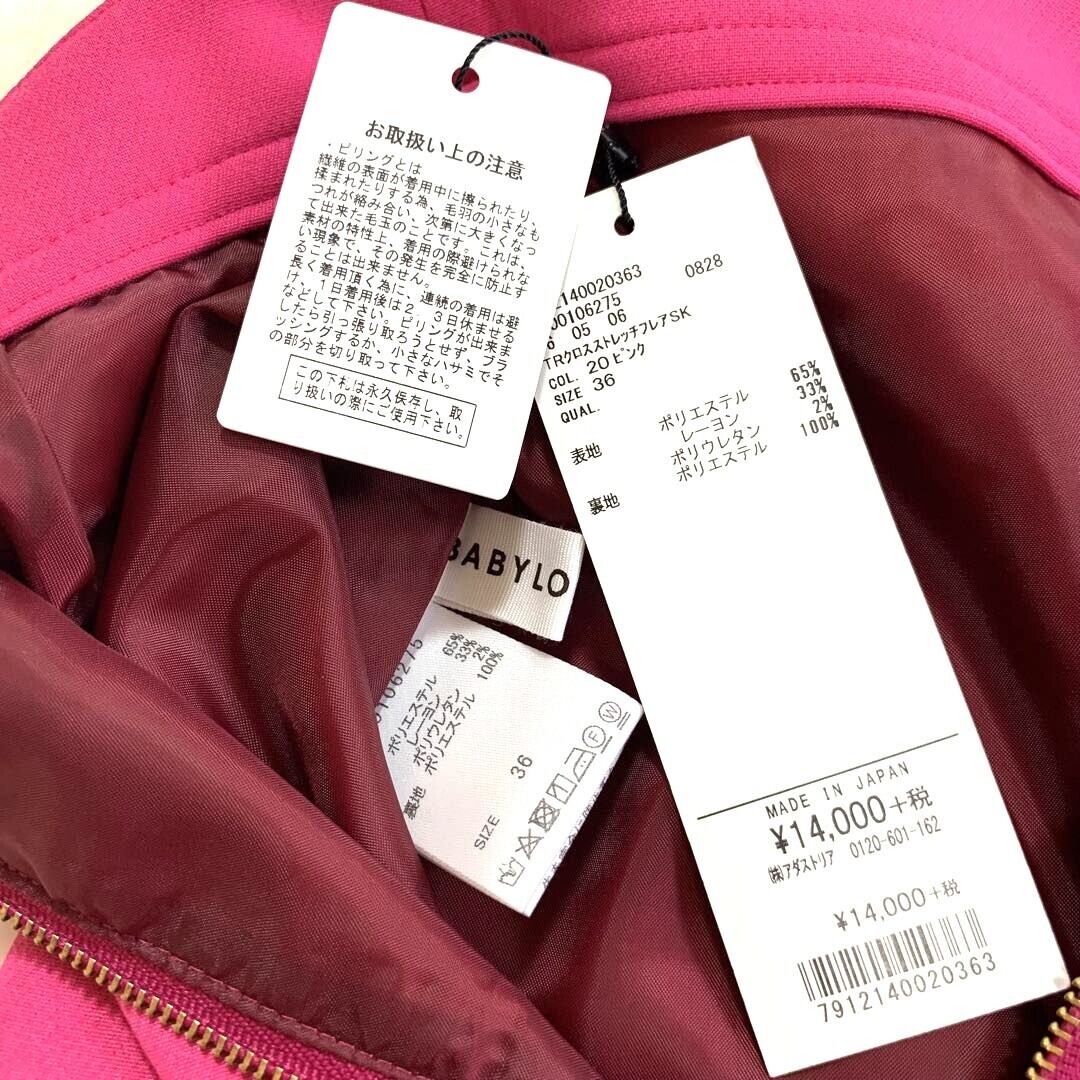 お取扱い上の注意
・ピリングとは
繊維の表面が着用中に擦られたり、
揉まれたりする為、毛羽の小さなも
つれが絡み合い、次第に大きくなっ
て出来た毛玉のことです。これは、
素材の特性上、着用の際避けられな
い現象で、その発生を完全に防止す
ることは出来ません。
長く着用頂く為に、連続の着用は避
け、1日着用後は2、3日休ませる
などして下さい。ピリングが出来ま
したら引っ張り取ろうとせず、ブラ
ッシングするか、小さなハサミでそ
の部分を切り取って下さい。
この下札は永久保存し、取
り扱いの際にご使用下さい。
2140020363 0828
00106275
6 05 06
TRクロスストレッチフレアSK
COL. 20 ピンク
SIZE 36
QUAL.
表地 ポリエステル 65%
レーヨン 33%
ポリウレタン 2%
裏地 ポリエステル 100%
MADE IN JAPAN
¥14,000+税
㈱アダストリア 0120-601-162
¥14,000+税
7912140020363
BABYLO
0106275
ポリエステル 65%
レーヨン 33%
ポリウレタン 2%
裏地 ポリエステル 100%
SIZE 36